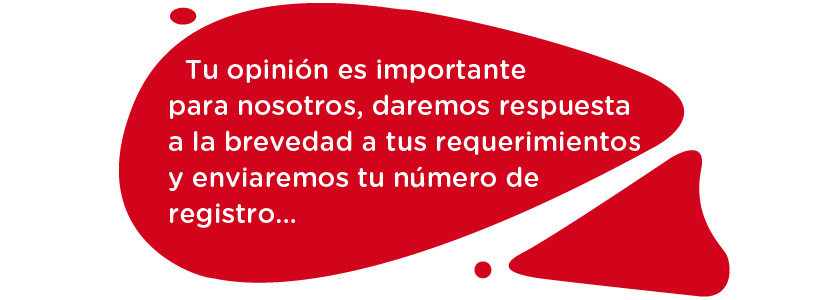 Tu opinión es importante
para nosotros, daremos respuesta
a la brevedad a tus requerimientos
y enviaremos tu número de
registro...